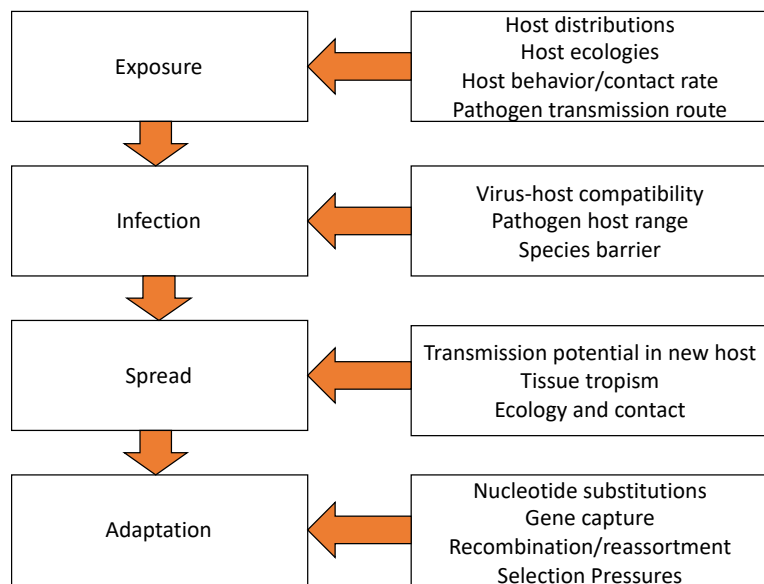 Exposure
Host distributions
Host ecologies
Host behavior/contact rate
Pathogen transmission route
Infection
Virus-host compatibility
Pathogen host range
Species barrier
Spread
Transmission potential in new host
Tissue tropism
Ecology and contact
Adaptation
Nucleotide substitutions
Gene capture
Recombination/reassortment
Selection Pressures